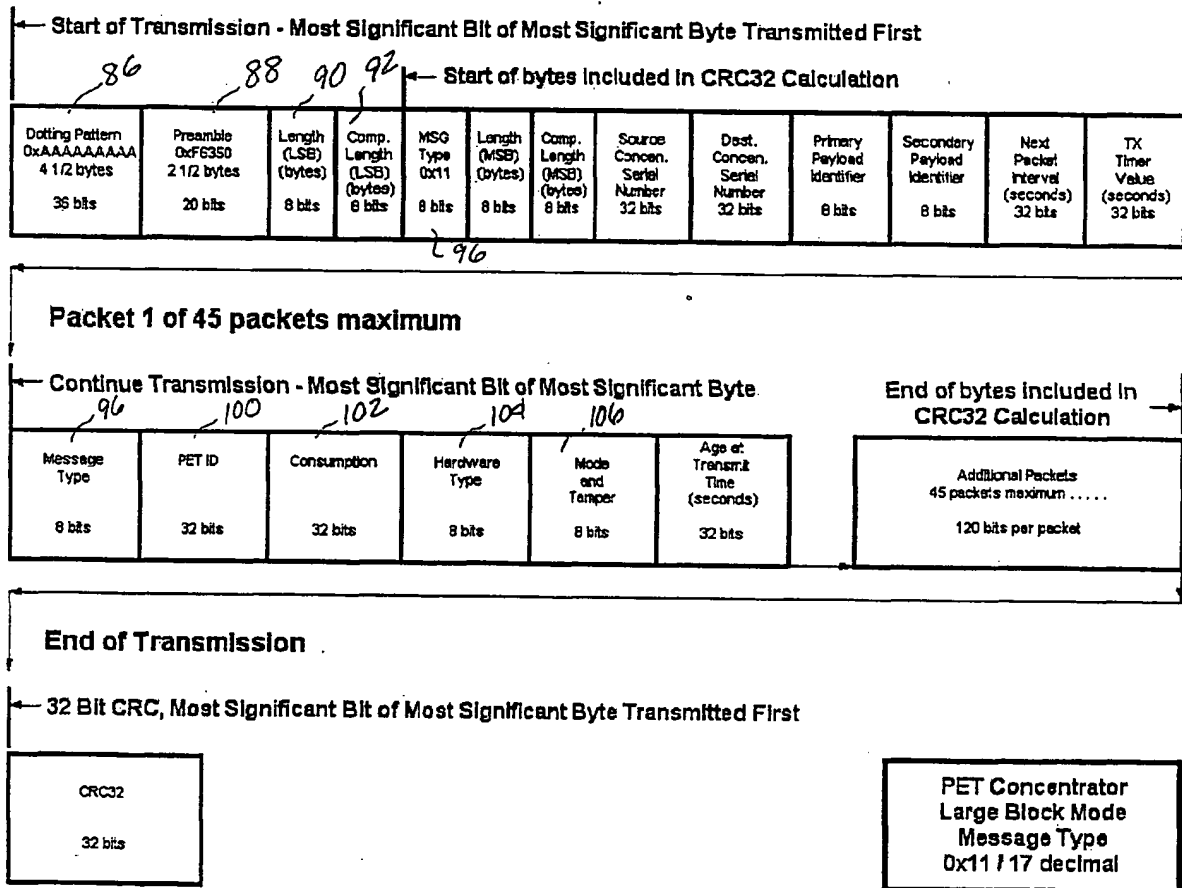 Start of Transmission - Most Significant Bit of Most Significant Byte Transmitted First
86 88 90 92 Start of bytes included in CRC32 Calculation
Dotting Pattern
0xAAAAAAAAA
4 1/2 bytes
36 bits
Preamble
0xF6350
2 1/2 bytes
20 bits
Length
(LSB)
(bytes)
8 bits
Comp.
Length
(LSB)
(bytes)
8 bits
MSG
Type
0x11
8 bits
Length
(MSB)
(bytes)
8 bits
Comp.
Length
(MSB)
(bytes)
8 bits
Source
Concen.
Serial
Number
32 bits
Dest.
Concen.
Serial
Number
32 bits
Primary
Payload
Identifier
8 bits
Secondary
Payload
Identifier
8 bits
Next
Packet
Interval
(seconds)
32 bits
TX
Timer
Value
(seconds)
32 bits
96
Packet 1 of 45 packets maximum
Continue Transmission - Most Significant Bit of Most Significant Byte
End of bytes included in
CRC32 Calculation
96 100 102 104 106
Message
Type
8 bits
PET ID
32 bits
Consumption
32 bits
Hardware
Type
8 bits
Mode
and
Tamper
8 bits
Age at
Transmit
Time
(seconds)
32 bits
Additional Packets
45 packets maximum . . . . .
120 bits per packet
End of Transmission
32 Bit CRC, Most Significant Bit of Most Significant Byte Transmitted First
CRC32
32 bits
PET Concentrator
Large Block Mode
Message Type
0x11 / 17 decimal